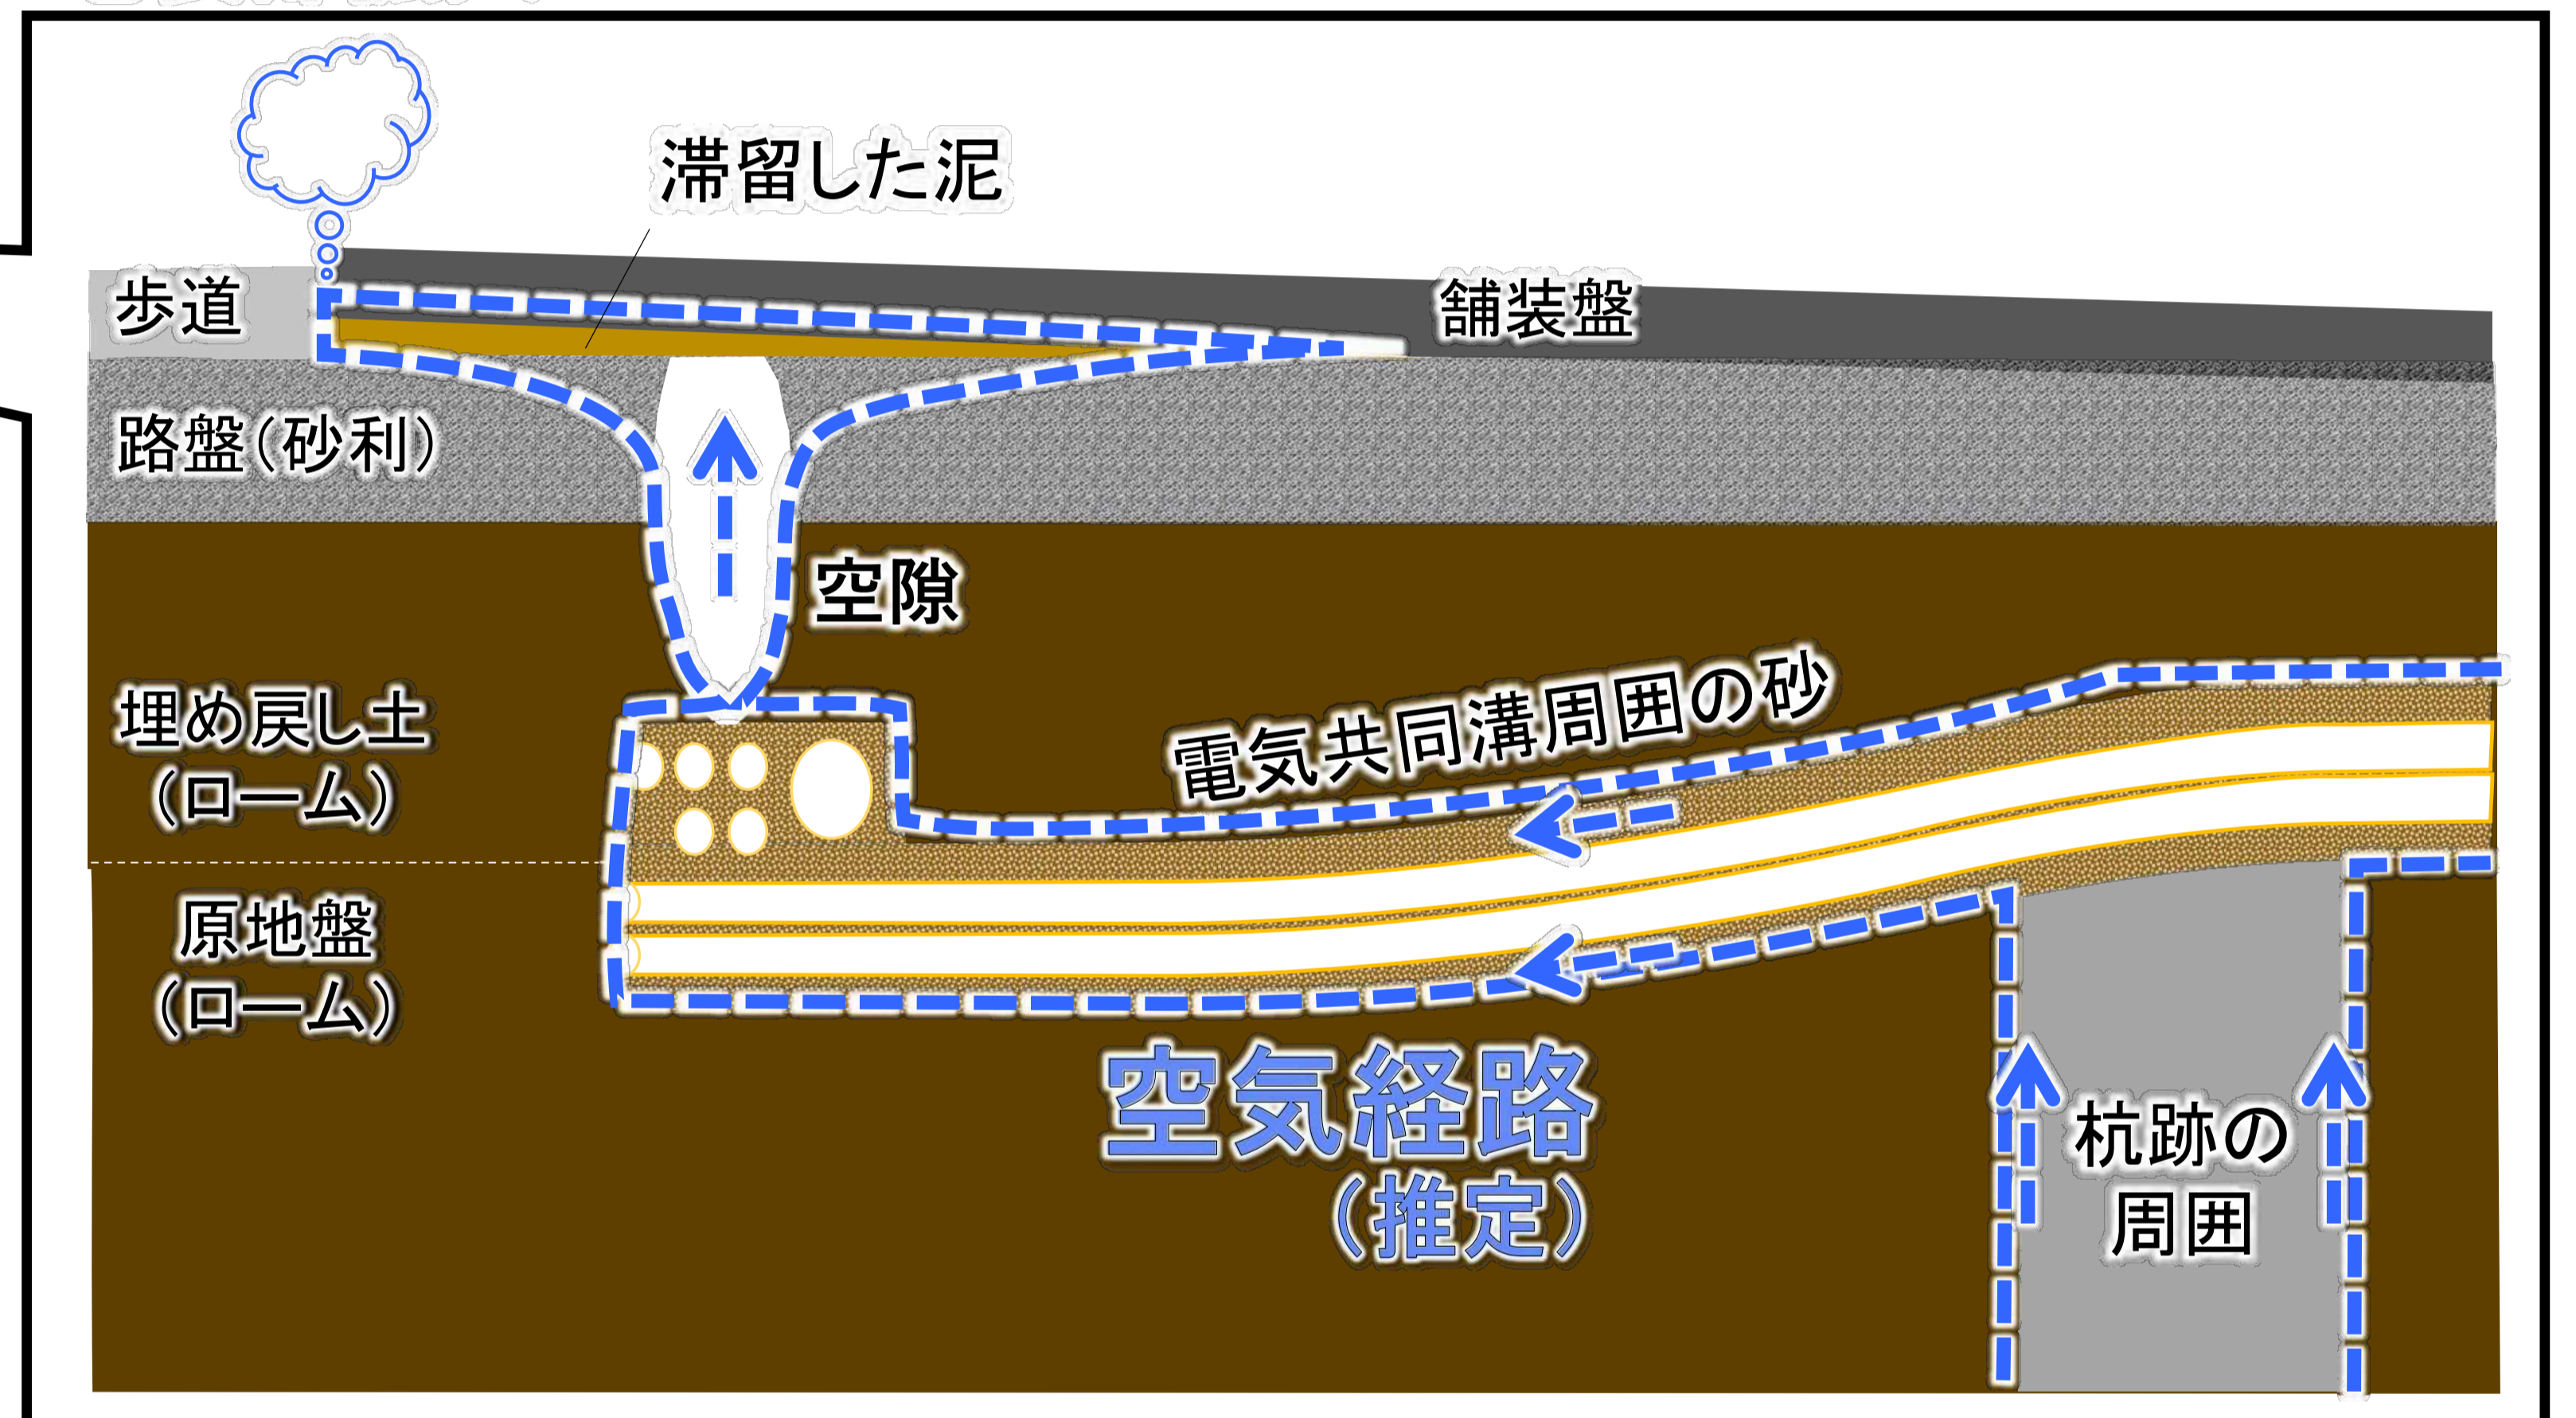 滞留した泥
歩道
舗装盤
路盤（砂利）
空隙
電気共同溝周囲の砂
埋め戻し土
（ローム）
原地盤
（ローム）
空気経路
（推定）
杭跡の
周囲